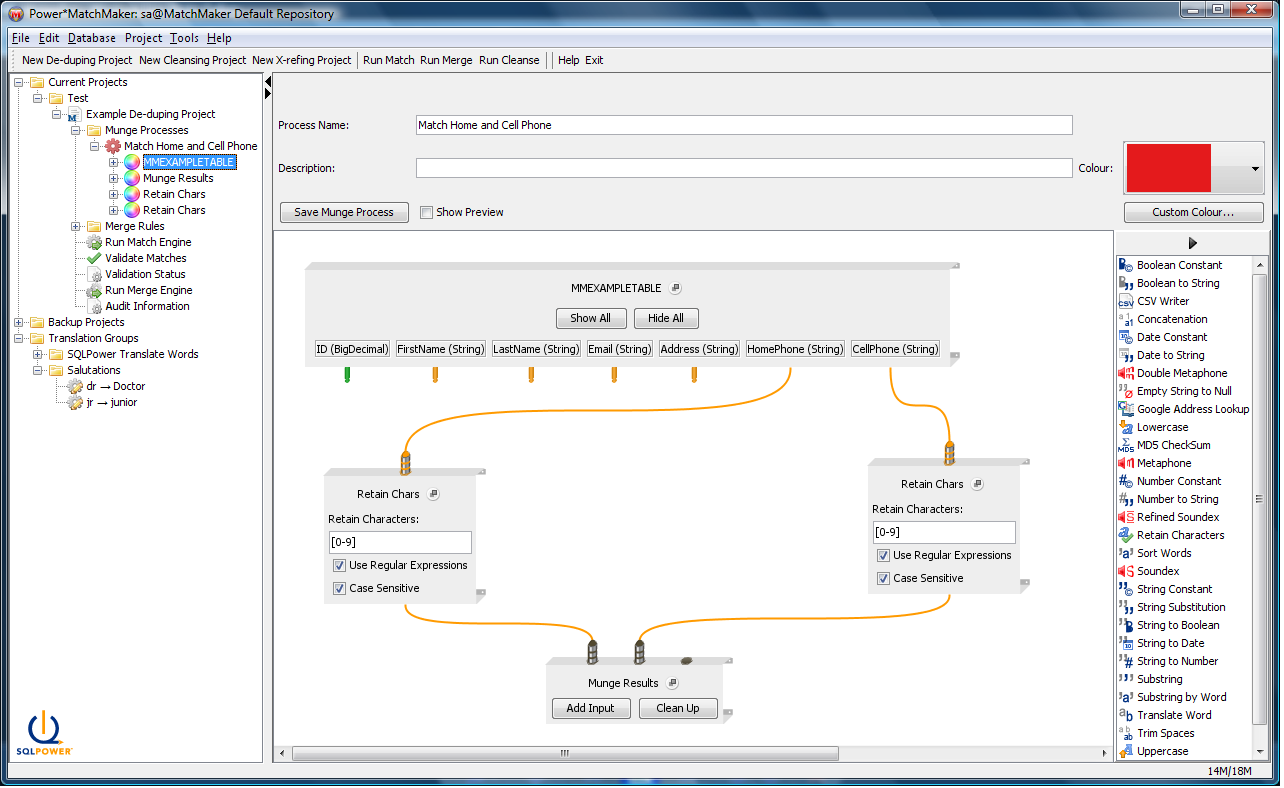 Power*MatchMaker: sa@MatchMaker Default Repository
File Edit Database Project Tools Help
New De-duping Project New Cleansing Project New X-refing Project Run Match Run Merge Run Cleanse Help Exit
Current Projects
Test
Example De-duping Project
Munge Processes
Match Home and Cell Phone
MMEXAMPLETABLE
Munge Results
Retain Chars
Retain Chars
Merge Rules
Run Match Engine
Validate Matches
Validation Status
Run Merge Engine
Audit Information
Backup Projects
Translation Groups
SQLPower Translate Words
Salutations
dr → Doctor
jr → junior
SQLPOWER
Process Name: Match Home and Cell Phone
Description:
Colour:
Save Munge Process Show Preview
Custom Colour...
MMEXAMPLETABLE
Show All Hide All
ID (BigDecimal) FirstName (String) LastName (String) Email (String) Address (String) HomePhone (String) CellPhone (String)
Retain Chars
Retain Characters:
[0-9]
Use Regular Expressions
Case Sensitive
Retain Chars
Retain Characters:
[0-9]
Use Regular Expressions
Case Sensitive
Munge Results
Add Input Clean Up
Boolean Constant
Boolean to String
CSV Writer
Concatenation
Date Constant
Date to String
Double Metaphone
Empty String to Null
Google Address Lookup
Lowercase
MD5 CheckSum
Metaphone
Number Constant
Number to String
Refined Soundex
Retain Characters
Sort Words
Soundex
String Constant
String Substitution
String to Boolean
String to Date
String to Number
Substring
Substring by Word
Translate Word
Trim Spaces
Uppercase
14M/18M